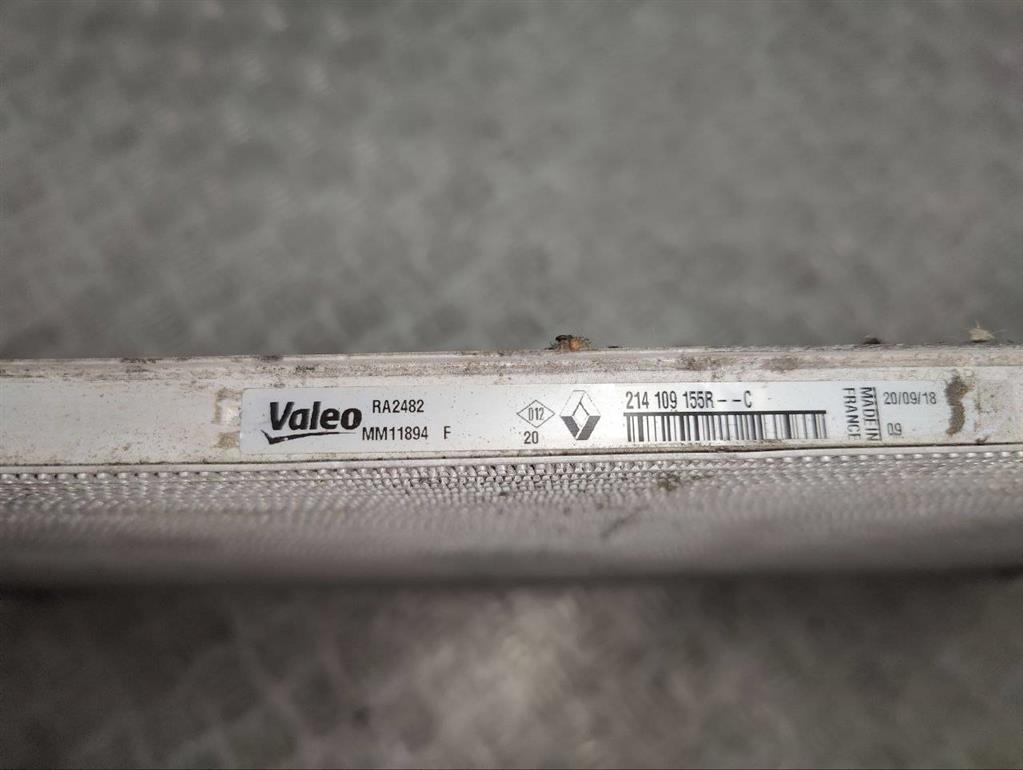 Valeo
RA2482
MM11894 F
012
20
214 109 155R--C
MADE IN
FRANCE
20/09/18
09